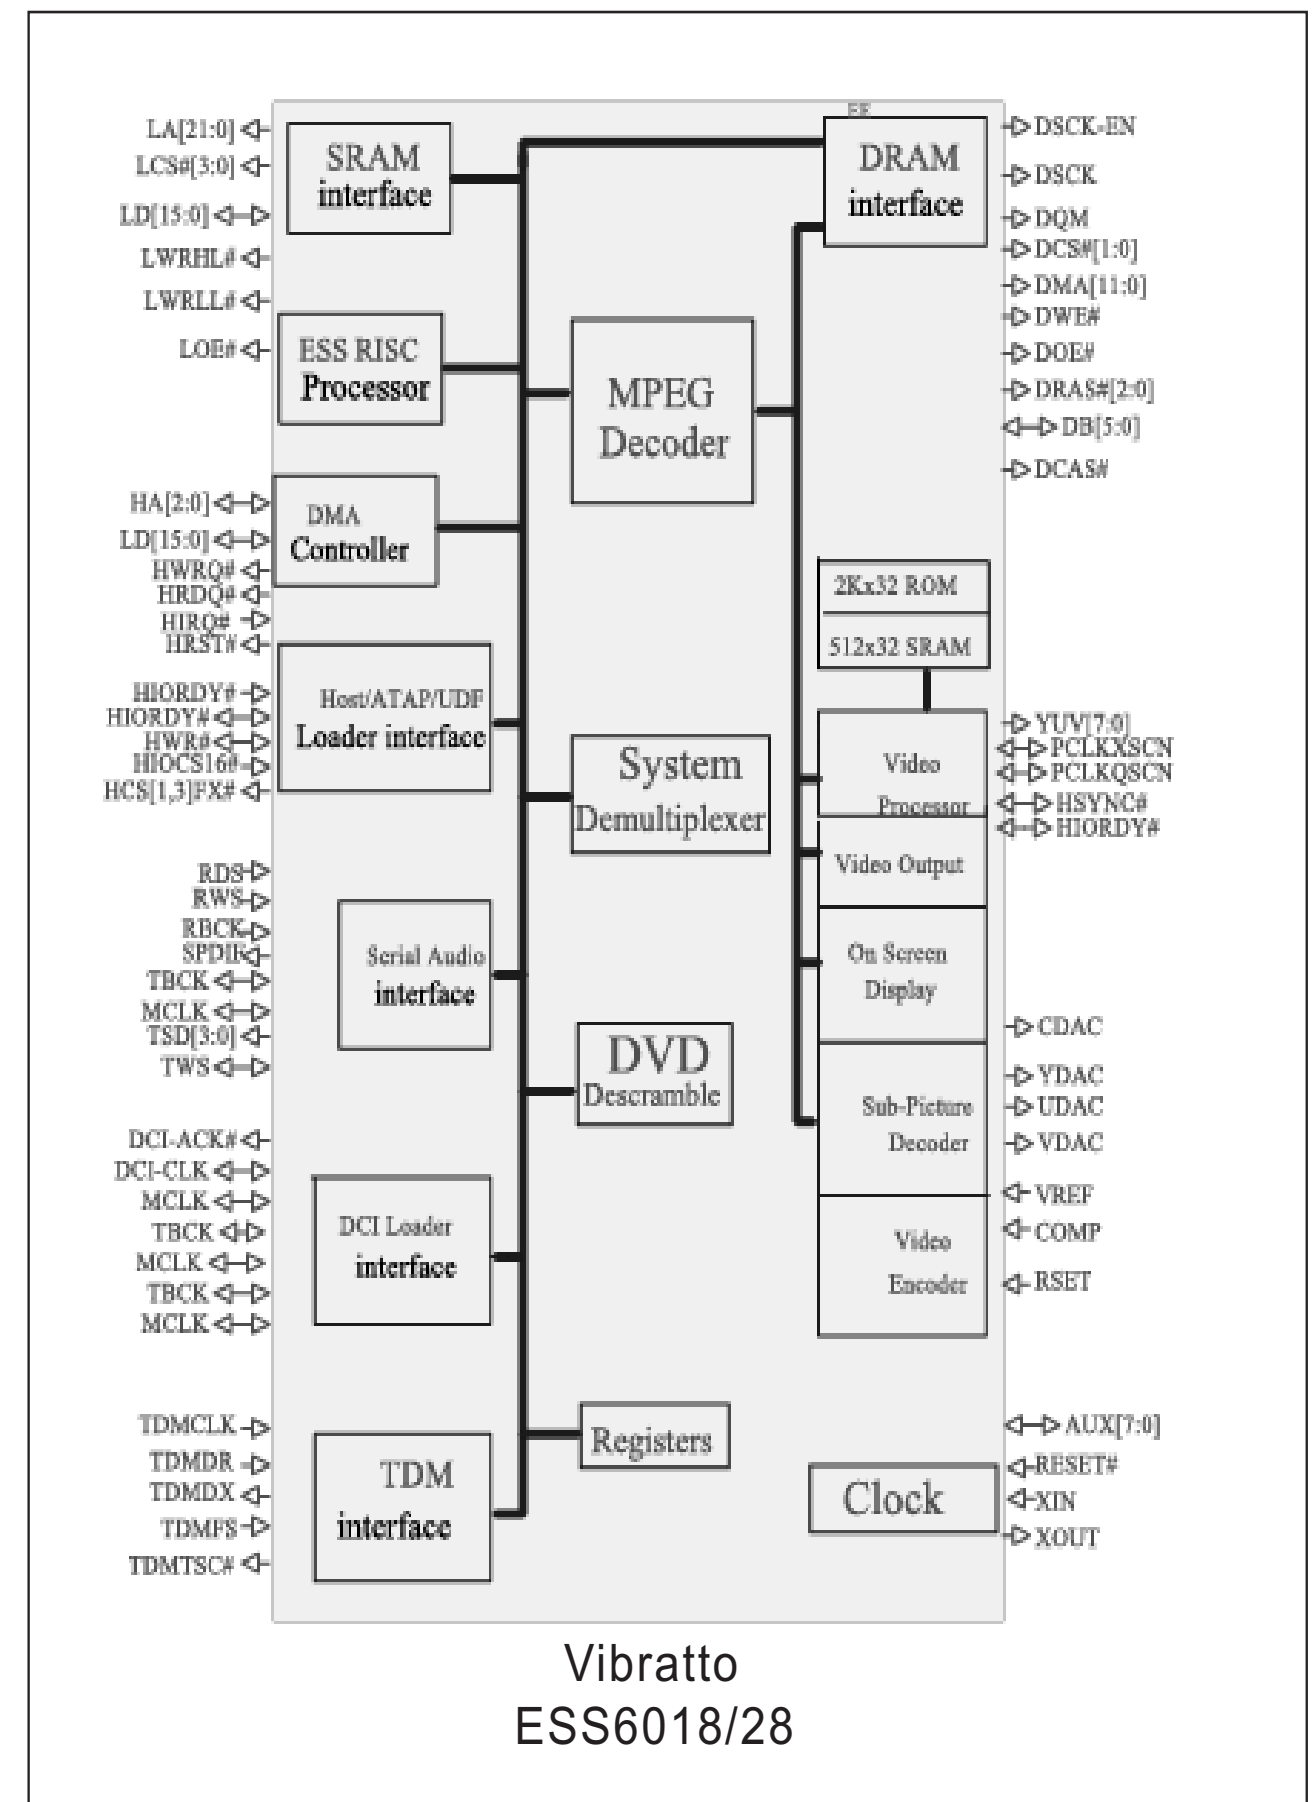 LA[21:0]
LCS#[3:0]
LD[15:0]
LWRHL#
LWRLL#
LOE#
HA[2:0]
LD[15:0]
HWRQ#
HRDQ#
HIRQ#
HRST#
HIORDY#
HIORDY#
HWR#
HIOCS16#
HCS[1,3]FX#
RDS
RWS
RBCK
SPDIF
TBCK
MCLK
TSD[3:0]
TWS
DCI-ACK#
DCI-CLK
MCLK
TBCK
MCLK
TBCK
MCLK
TDMCLK
TDMDR
TDMDX
TDMFS
TDMTSC#
SRAM
interface
ESS RISC
Processor
DMA
Controller
Host/ATAP/UDF
Loader interface
Serial Audio
interface
DCI Loader
interface
TDM
interface
MPEG
Decoder
System
Demultiplexer
DVD
Descramble
Registers
DRAM
interface
2Kx32 ROM
512x32 SRAM
Video
Processor
Video Output
On Screen
Display
Sub-Picture
Decoder
Video
Encoder
Clock
DSCK-EN
DSCK
DQM
DCS#[1:0]
DMA[11:0]
DWE#
DOE#
DRAS#[2:0]
DB[5:0]
DCAS#
YUV[7:0]
PCLKXSCN
PCLKQSCN
HSYNC#
HIORDY#
CDAC
YDAC
UDAC
VDAC
VREF
COMP
RSET
AUX[7:0]
RESET#
XIN
XOUT
Vibratto
ESS6018/28